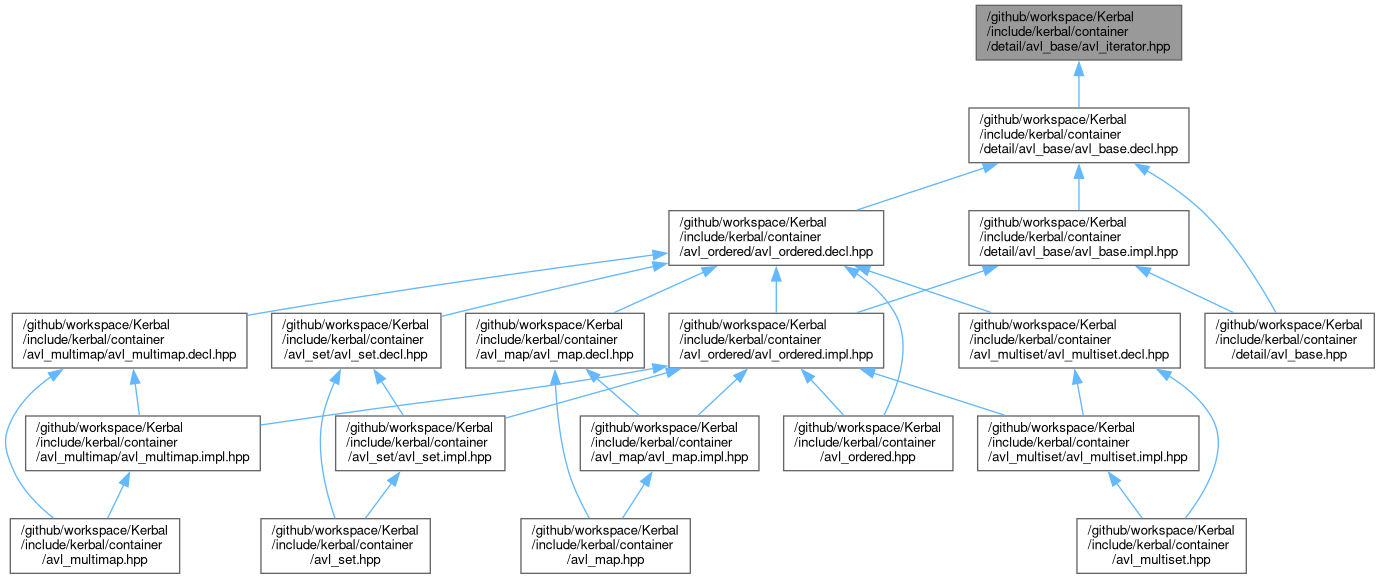 /github/workspace/Kerbal
/include/kerbal/container
/detail/avl_base/avl_iterator.hpp
/github/workspace/Kerbal
/include/kerbal/container
/detail/avl_base/avl_base.decl.hpp
/github/workspace/Kerbal
/include/kerbal/container
/avl_ordered/avl_ordered.decl.hpp
/github/workspace/Kerbal
/include/kerbal/container
/detail/avl_base/avl_base.impl.hpp
/github/workspace/Kerbal
/include/kerbal/container
/avl_multimap/avl_multimap.decl.hpp
/github/workspace/Kerbal
/include/kerbal/container
/avl_set/avl_set.decl.hpp
/github/workspace/Kerbal
/include/kerbal/container
/avl_map/avl_map.decl.hpp
/github/workspace/Kerbal
/include/kerbal/container
/avl_ordered/avl_ordered.impl.hpp
/github/workspace/Kerbal
/include/kerbal/container
/avl_multiset/avl_multiset.decl.hpp
/github/workspace/Kerbal
/include/kerbal/container
/detail/avl_base.hpp
/github/workspace/Kerbal
/include/kerbal/container
/avl_multimap/avl_multimap.impl.hpp
/github/workspace/Kerbal
/include/kerbal/container
/avl_set/avl_set.impl.hpp
/github/workspace/Kerbal
/include/kerbal/container
/avl_map/avl_map.impl.hpp
/github/workspace/Kerbal
/include/kerbal/container
/avl_ordered.hpp
/github/workspace/Kerbal
/include/kerbal/container
/avl_multiset/avl_multiset.impl.hpp
/github/workspace/Kerbal
/include/kerbal/container
/avl_multimap.hpp
/github/workspace/Kerbal
/include/kerbal/container
/avl_set.hpp
/github/workspace/Kerbal
/include/kerbal/container
/avl_map.hpp
/github/workspace/Kerbal
/include/kerbal/container
/avl_multiset.hpp